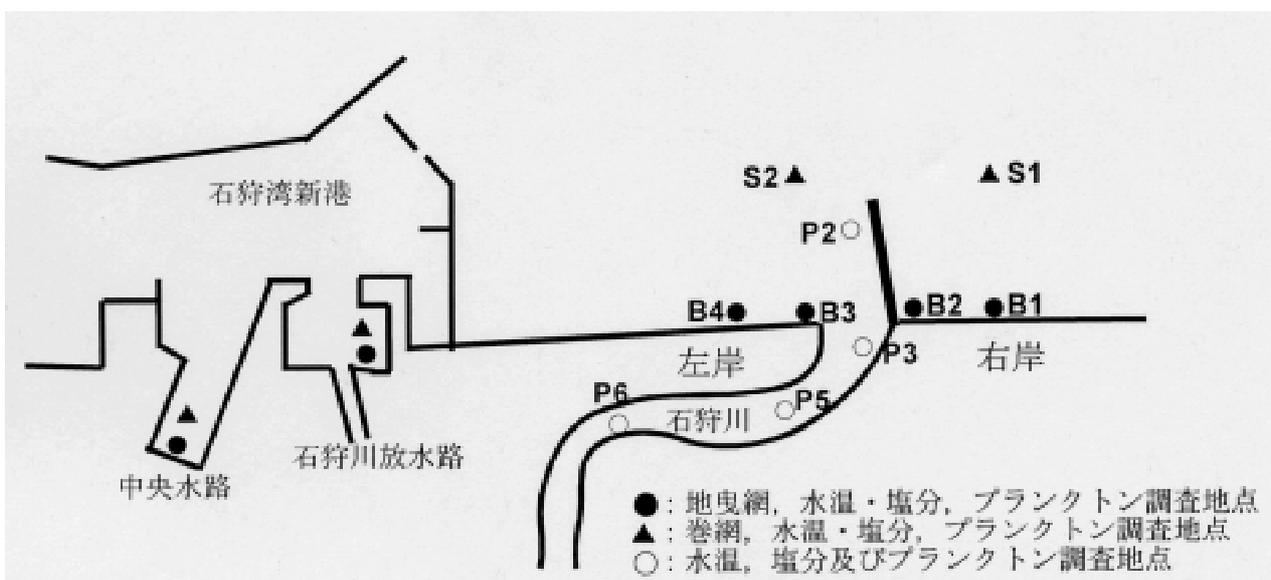 石狩湾新港
S2
S1
P2
B4
B3
B2
B1
左岸
P3
右岸
P6
P5
石狩川
石狩川放水路
中央水路
●：地曳網，水温・塩分，プランクトン調査地点
▲：巻網，水温・塩分，プランクトン調査地点
○：水温，塩分及びプランクトン調査地点